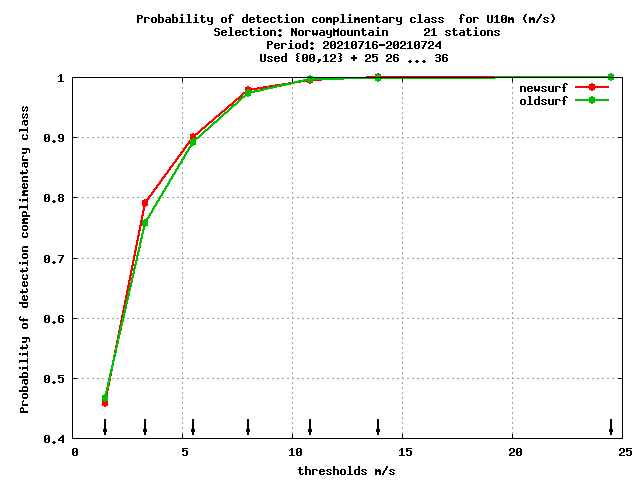 Probability of detection complimentary class  for U10m (m/s)
Selection: NorwayMountain     21 stations
Period: 20210716-20210724
Used {00,12} + 25 26 ... 36
newsurf
oldsurf
Probability of detection complimentary class
1
0.9
0.8
0.7
0.6
0.5
0.4
0 5 10 15 20 25
thresholds m/s